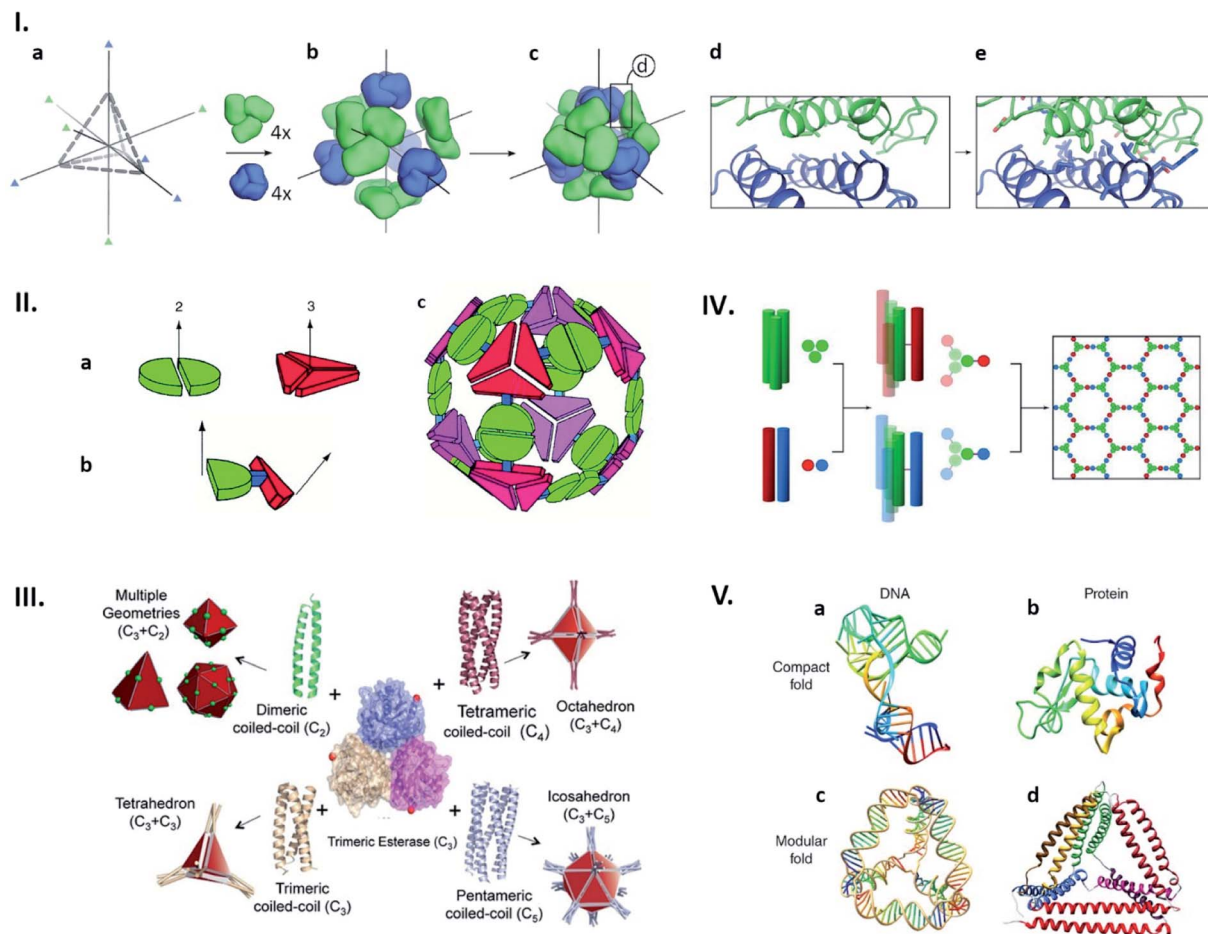 I.
a
b
c
d
d
e
4x
4x
II.
a
2
3
b
c
IV.
III.
Multiple
Geometries
(C3+C2)
Dimeric
coiled-coil (C2)
+
+
Tetrameric
coiled-coil (C4)
Octahedron
(C3+C4)
Tetrahedron
(C3+C3)
+
+
Trimeric Esterase (C3)
Icosahedron
(C3+C5)
Trimeric
coiled-coil (C3)
Pentameric
coiled-coil (C5)
V.
DNA
Protein
a
b
Compact
fold
c
d
Modular
fold